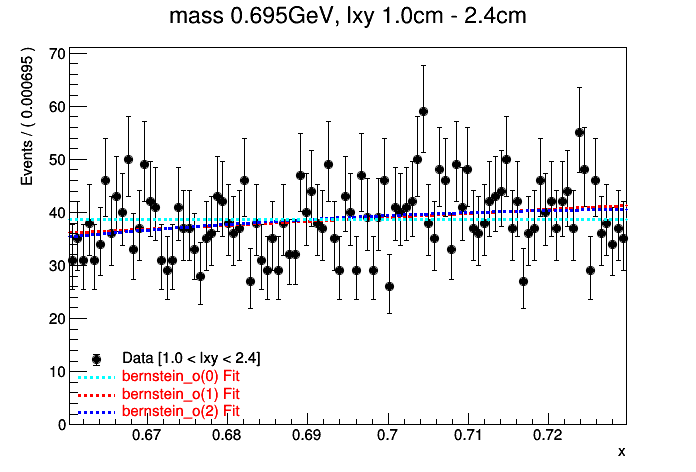 mass 0.695GeV, lxy 1.0cm - 2.4cm
Events / ( 0.000695 )
70
60
50
40
30
20
10
0
Data [1.0 < lxy < 2.4]
bernstein_o(0) Fit
bernstein_o(1) Fit
bernstein_o(2) Fit
0.67 0.68 0.69 0.7 0.71 0.72
x